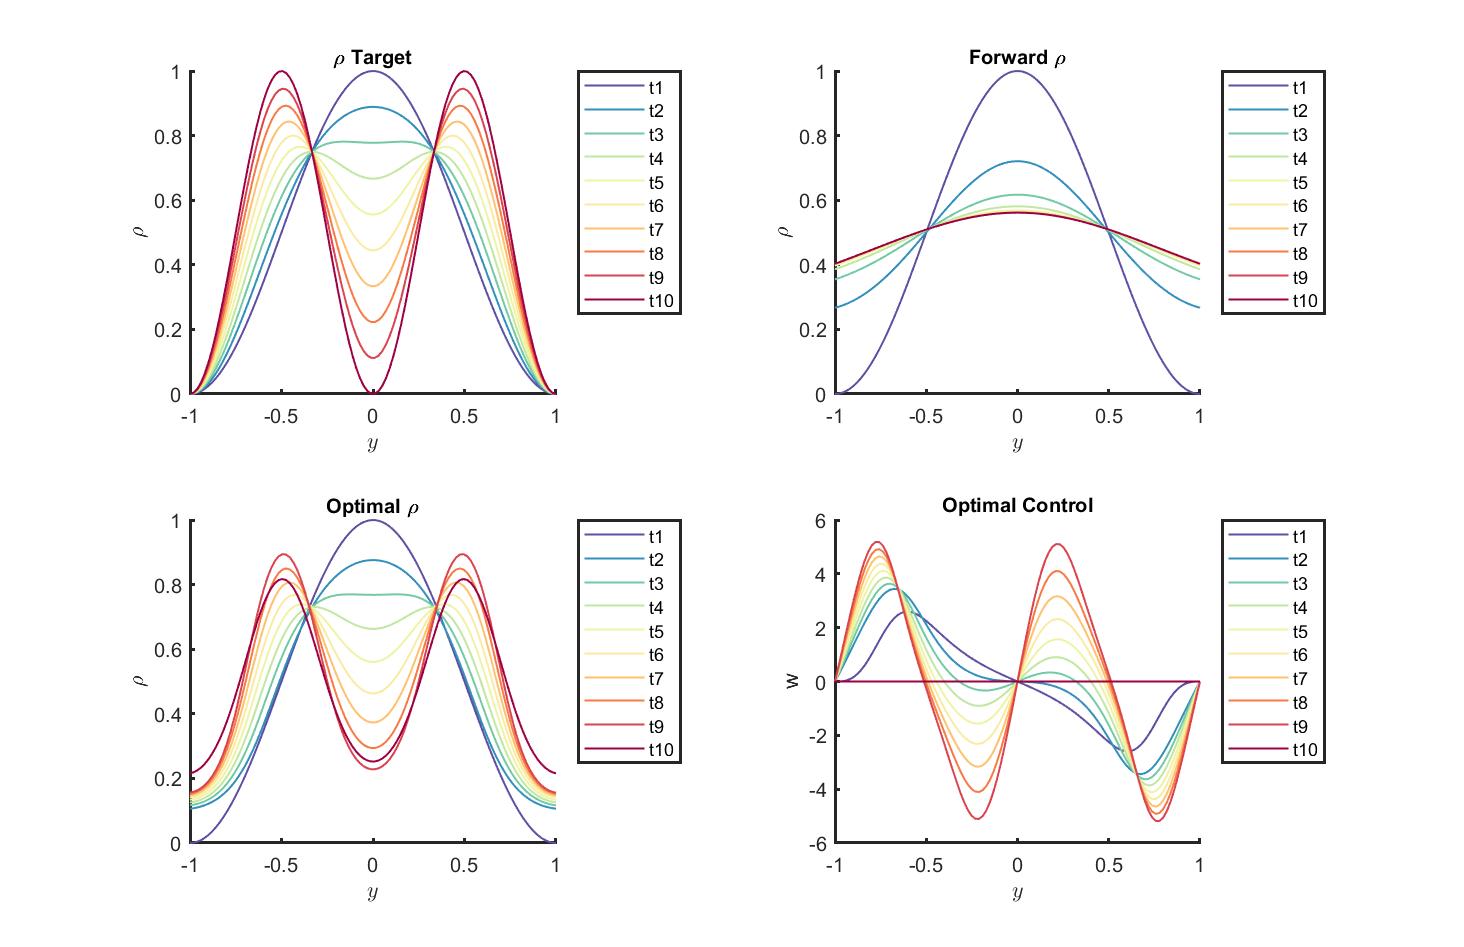 ρ Target
1
0.8
0.6
0.4
0.2
0
ρ
-1
-0.5
0
0.5
1
y
t1
t2
t3
t4
t5
t6
t7
t8
t9
t10
Forward ρ
1
0.8
0.6
0.4
0.2
0
ρ
-1
-0.5
0
0.5
1
y
t1
t2
t3
t4
t5
t6
t7
t8
t9
t10
Optimal ρ
1
0.8
0.6
0.4
0.2
0
ρ
-1
-0.5
0
0.5
1
y
t1
t2
t3
t4
t5
t6
t7
t8
t9
t10
Optimal Control
6
4
2
0
-2
-4
-6
w
-1
-0.5
0
0.5
1
y
t1
t2
t3
t4
t5
t6
t7
t8
t9
t10